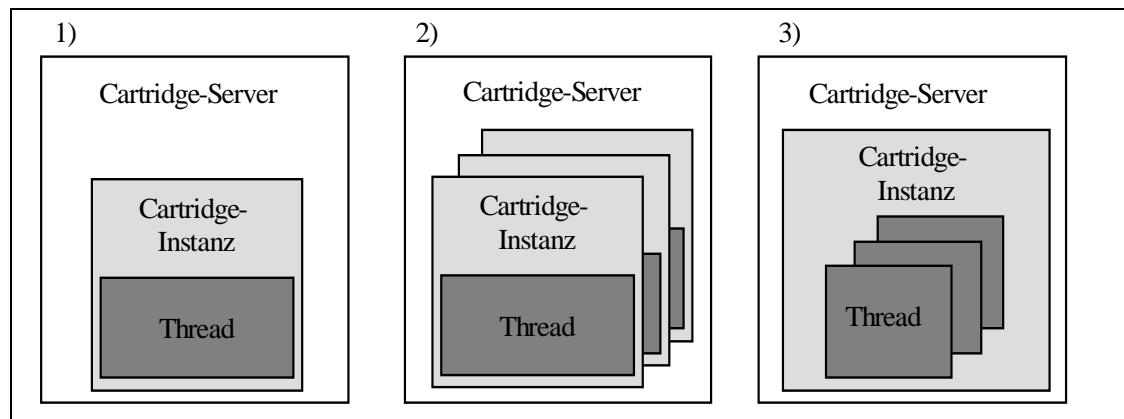 1)
Cartridge-Server
Cartridge-
Instanz
Thread
2)
Cartridge-Server
Cartridge-
Instanz
Thread
3)
Cartridge-Server
Cartridge-
Instanz
Thread